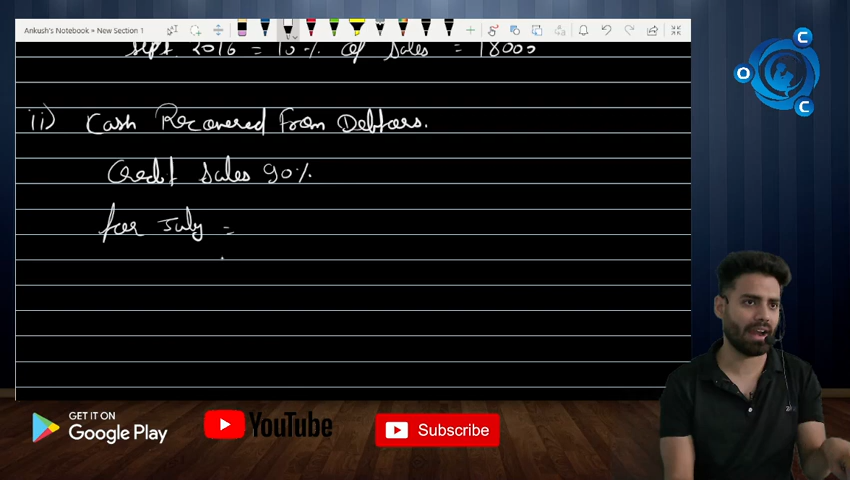 Ankush's Notebook » New Section 1
Sept. 2016 = 10% Of Sales = 18000
ii) Cash Recovered From Debtors.
Credit Sales 90%
for July =
C
O
C
GET IT ON
Google Play
YouTube
Subscribe